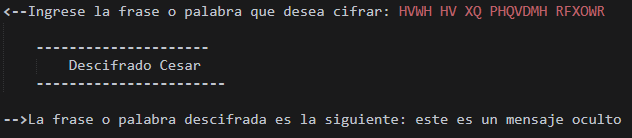 <--Ingrese la frase o palabra que desea cifrar: HVWH HV XQ PHQVDMH RFXOWR
---------------------
Descifrado Cesar
-----------------------
-->La frase o palabra descifrada es la siguiente: este es un mensaje oculto